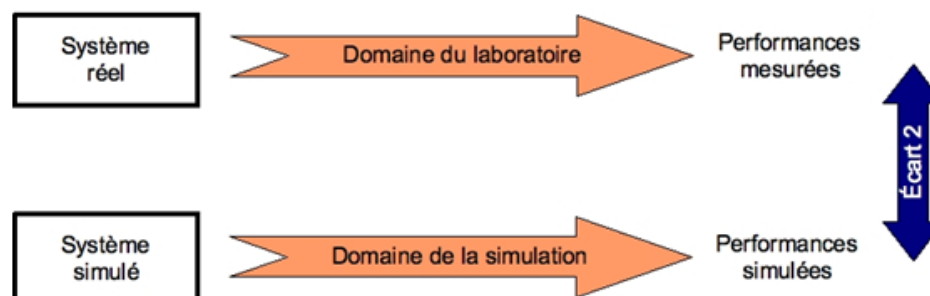 Système
réel
Domaine du laboratoire
Performances
mesurées
Écart 2
Système
simulé
Domaine de la simulation
Performances
simulées